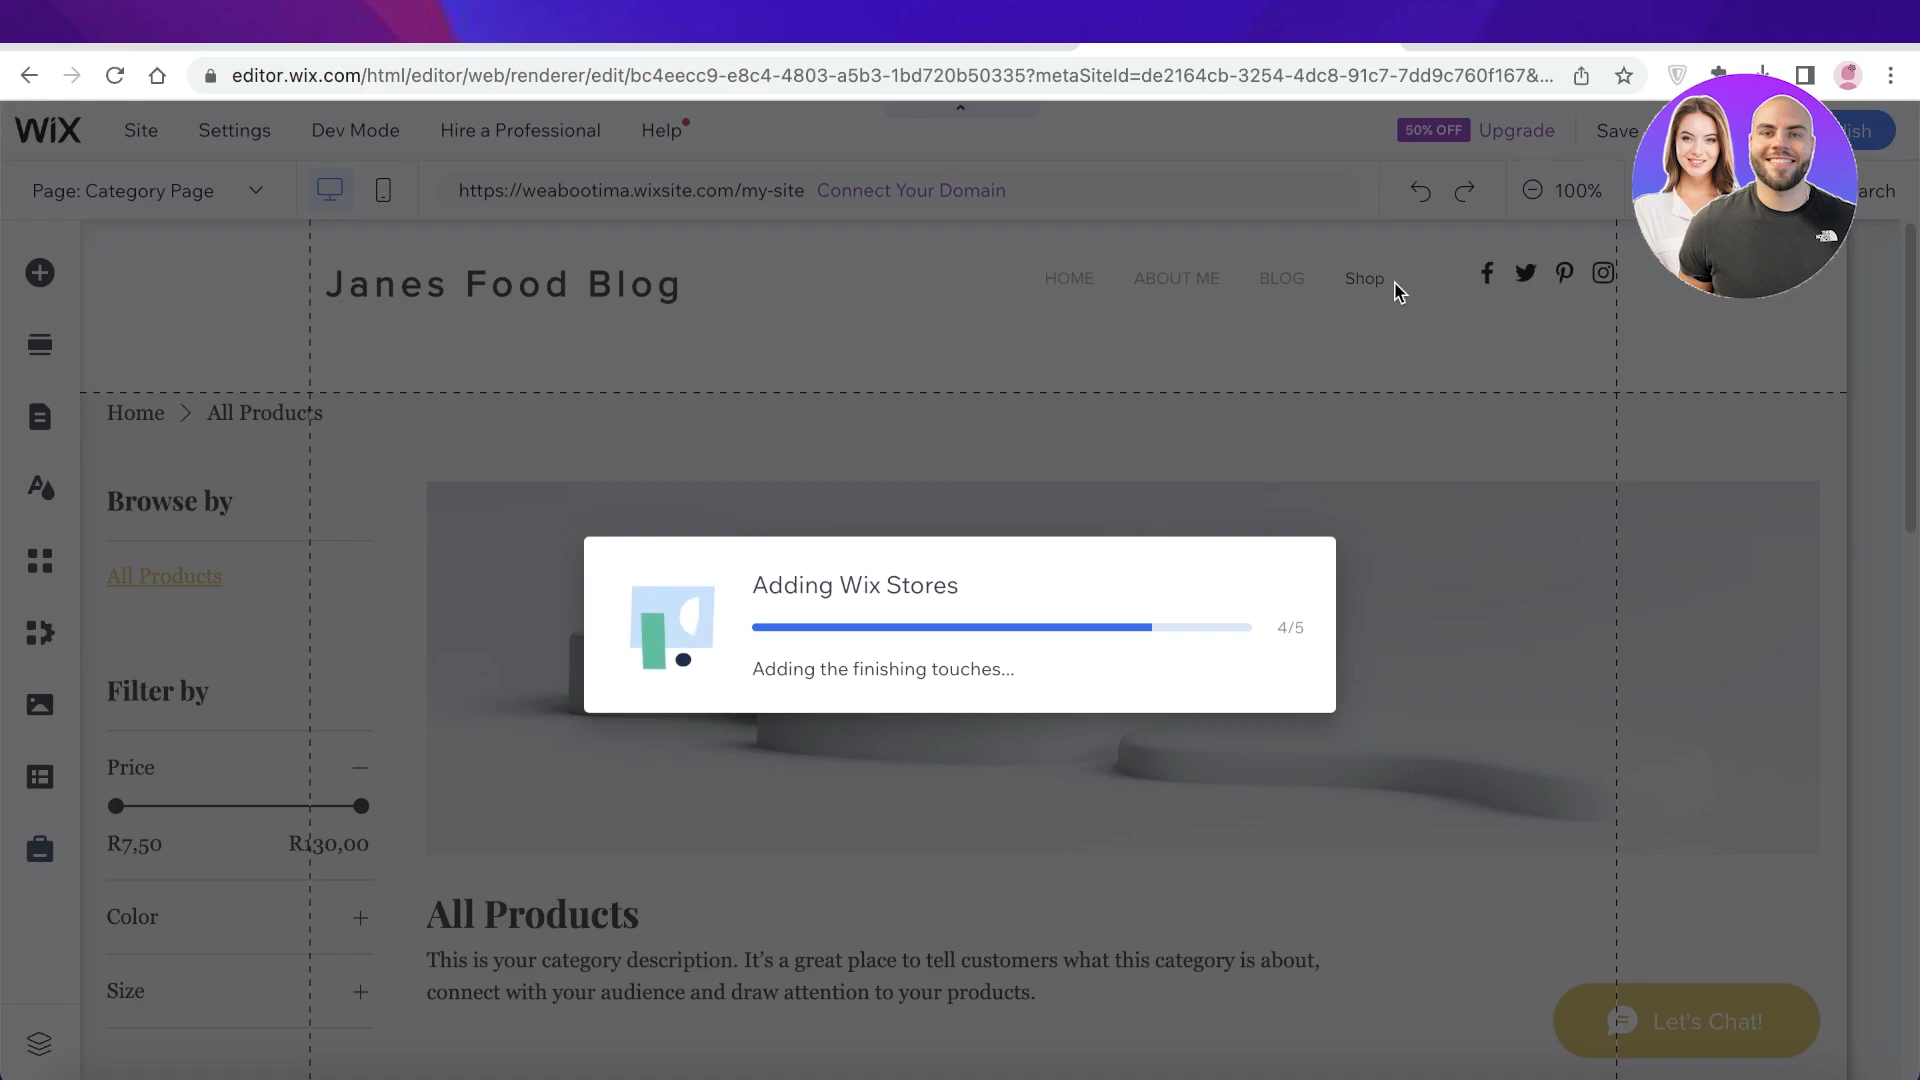 editor.wix.com/html/editor/web/renderer/edit/bc4eecc9-e8c4-4803-a5b3-1bd720b50335?metaSiteId=de2164cb-3254-4dc8-91c7-7dd9c760f167&...
WiX Site Settings Dev Mode Hire a Professional Help 50% OFF Upgrade Save ish
Page: Category Page https://weabootima.wixsite.com/my-site Connect Your Domain 100% arch
Janes Food Blog HOME ABOUT ME BLOG Shop
Home > All Products
Browse by
All Products
Adding Wix Stores
4/5
Adding the finishing touches...
Filter by
Price
R7,50 R130,00
Color
Size
All Products
This is your category description. It's a great place to tell customers what this category is about,
connect with your audience and draw attention to your products.
Let's Chat!